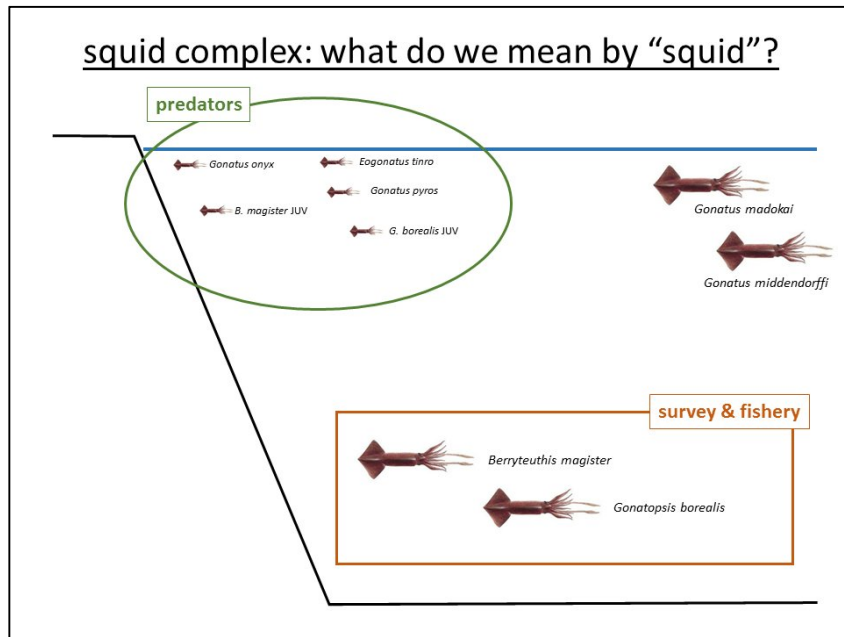 squid complex: what do we mean by “squid”?
predators
Gonatus onyx
Eogonatus tinro
Gonatus pyros
B. magister JUV
G. borealis JUV
Gonatus madokai
Gonatus middendorffi
survey & fishery
Berryteuthis magister
Gonatopsis borealis